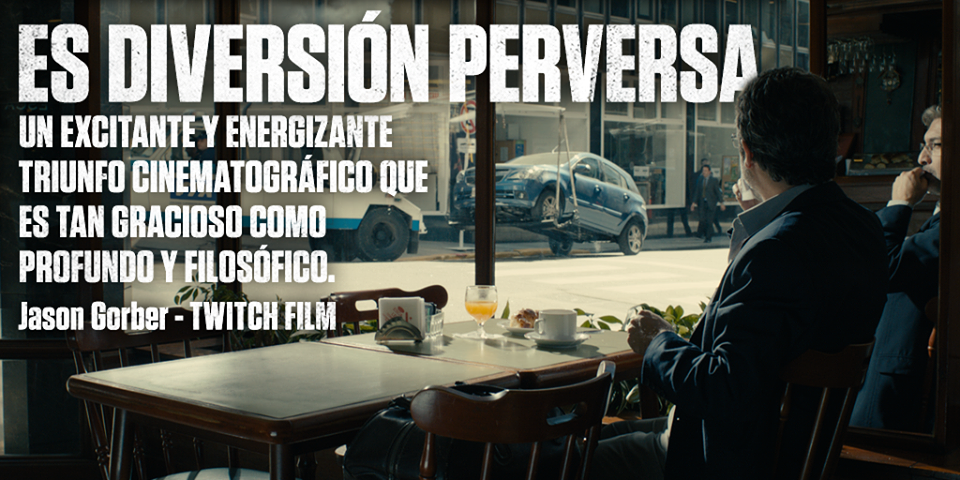 ES DIVERSIÓN PERVERSA
UN EXCITANTE Y ENERGIZANTE
TRIUNFO CINEMATOGRÁFICO QUE
ES TAN GRACIOSO COMO
PROFUNDO Y FILOSÓFICO.
Jason Gorber - TWITCH FILM